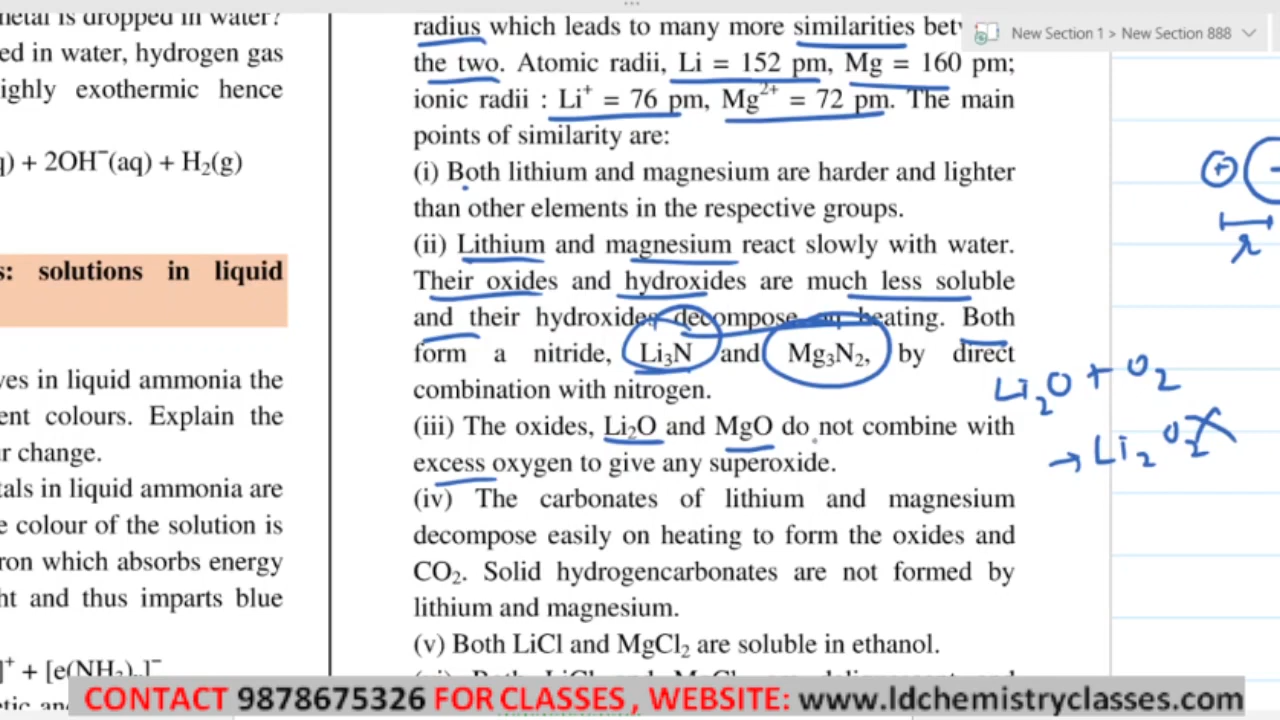 New Section 1 > New Section 888
metal is dropped in water?
ed in water, hydrogen gas
ighly exothermic hence
q) + 2OH⁻(aq) + H₂(g)
s: solutions in liquid
ves in liquid ammonia the
ent colours. Explain the
ur change.
tals in liquid ammonia are
e colour of the solution is
ron which absorbs energy
ht and thus imparts blue
]⁺ + [e(NH₃)ᵧ]⁻
radius which leads to many more similarities bet
the two. Atomic radii, Li = 152 pm, Mg = 160 pm;
ionic radii : Li⁺ = 76 pm, Mg²⁺ = 72 pm. The main
points of similarity are:
(i) Both lithium and magnesium are harder and lighter
than other elements in the respective groups.
(ii) Lithium and magnesium react slowly with water.
Their oxides and hydroxides are much less soluble
and their hydroxides decompose on heating. Both
form a nitride, Li₃N and Mg₃N₂, by direct
combination with nitrogen.
(iii) The oxides, Li₂O and MgO do not combine with
excess oxygen to give any superoxide.
(iv) The carbonates of lithium and magnesium
decompose easily on heating to form the oxides and
CO₂. Solid hydrogencarbonates are not formed by
lithium and magnesium.
(v) Both LiCl and MgCl₂ are soluble in ethanol.
+
r
Li₂O + O₂
→ Li₂O₂
CONTACT 9878675326 FOR CLASSES , WEBSITE: www.ldchemistryclasses.com